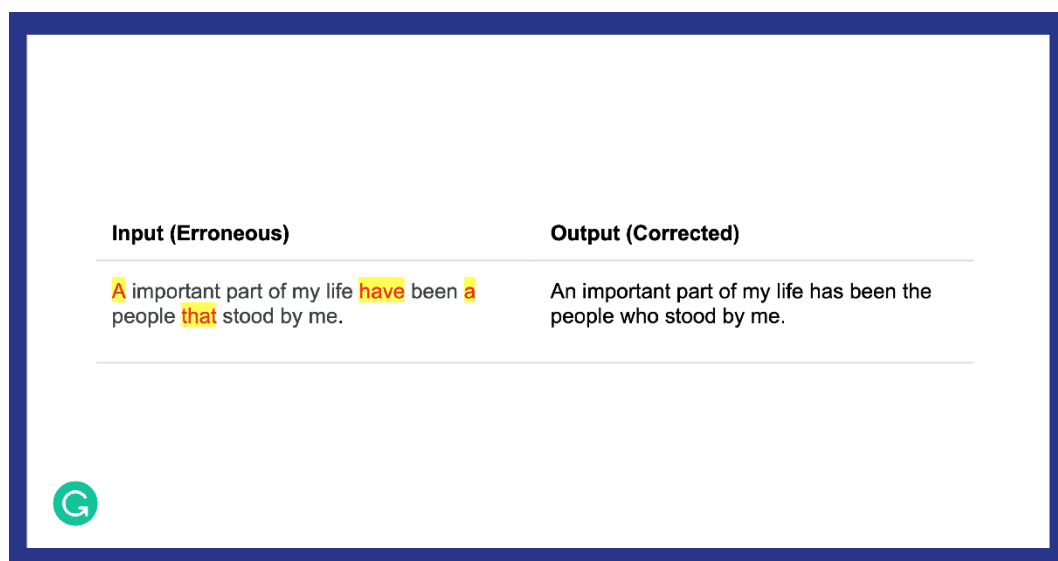 Input (Erroneous)
Output (Corrected)
A important part of my life have been a
people that stood by me.
An important part of my life has been the
people who stood by me.